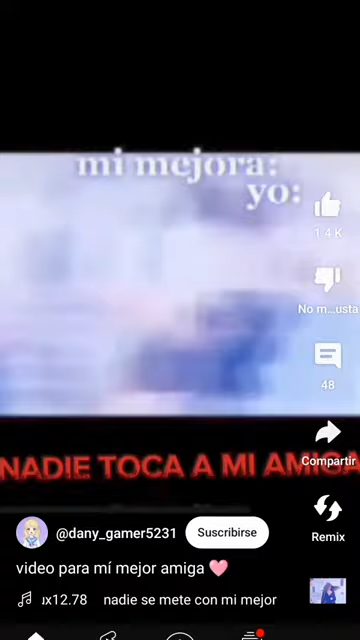 mi mejora:
yo:
1.4 K
No m...usta
48
NADIE TOCA A MI AMIGA
Compartir
Remix
@dany_gamer5231
Suscribirse
video para mí mejor amiga 🩷
x12.78 nadie se mete con mi mejor